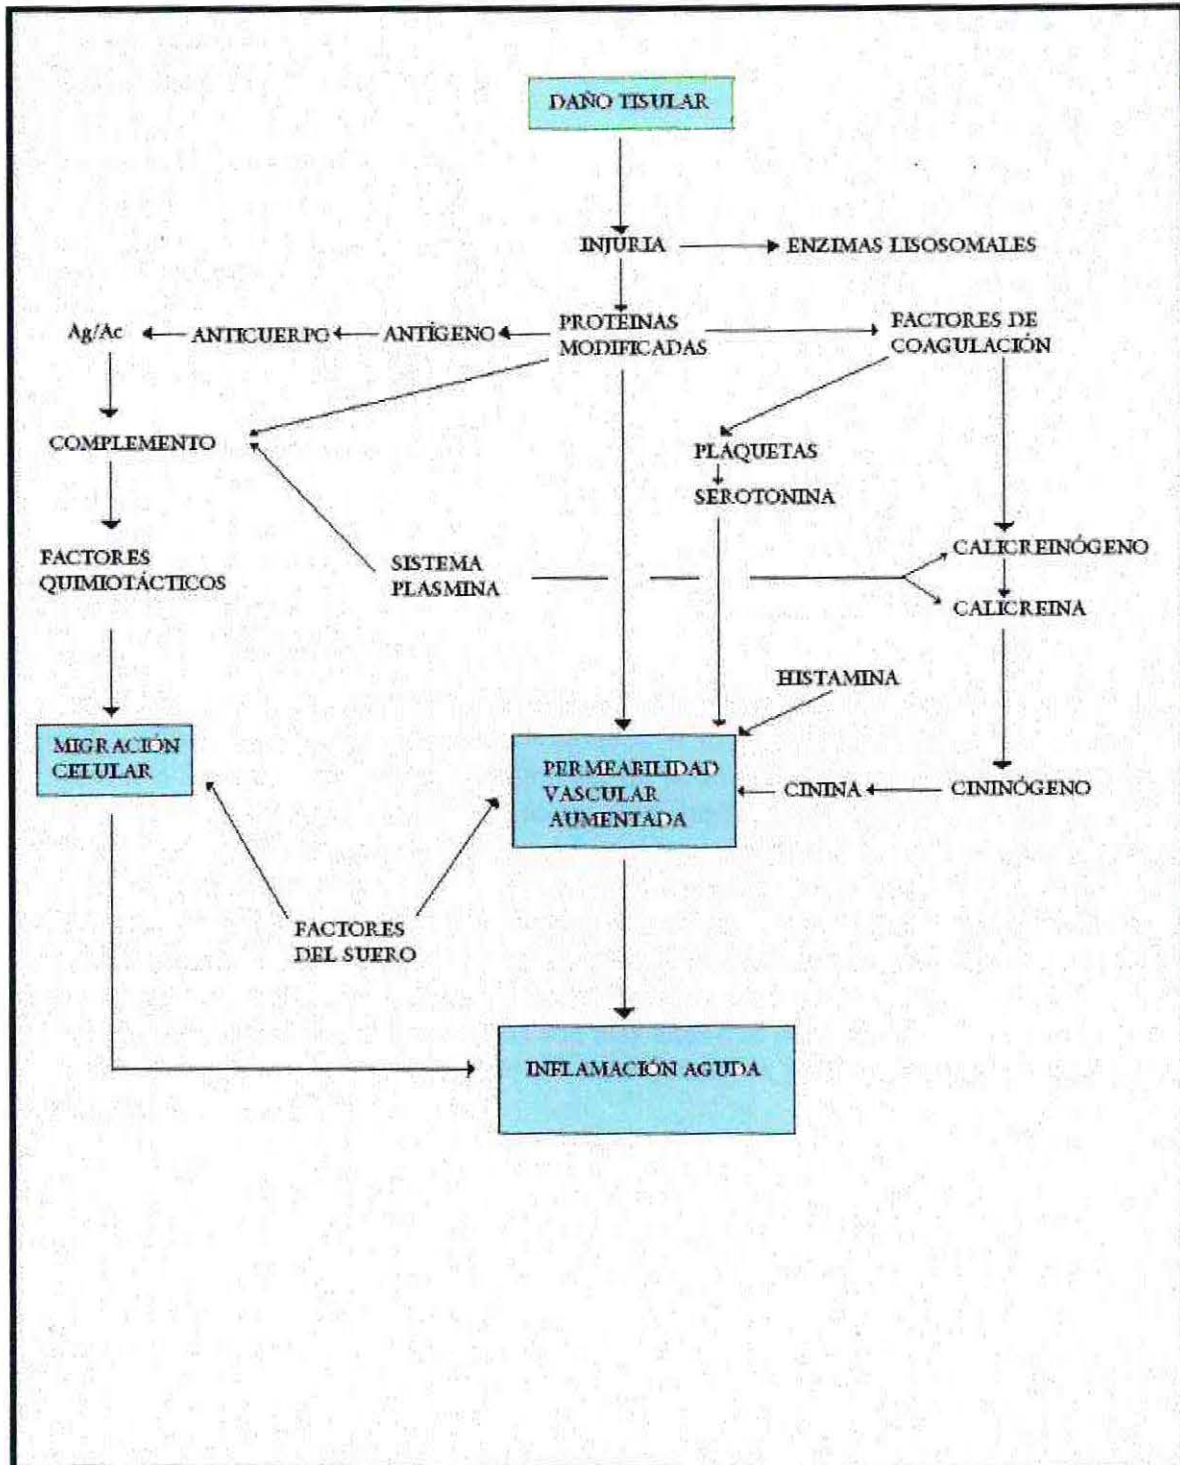 DAÑO TISULAR
INJURIA
ENZIMAS LISOSOMALES
Ag/Ac
ANTICUERPO
ANTÍGENO
PROTEINAS
MODIFICADAS
FACTORES DE
COAGULACIÓN
COMPLEMENTO
PLAQUETAS
SEROTONINA
FACTORES
QUIMIOTÁCTICOS
SISTEMA
PLASMINA
CALICREINÓGENO
CALICREINA
HISTAMINA
MIGRACIÓN
CELULAR
PERMEABILIDAD
VASCULAR
AUMENTADA
CININA
CININÓGENO
FACTORES
DEL SUERO
INFLAMACIÓN AGUDA